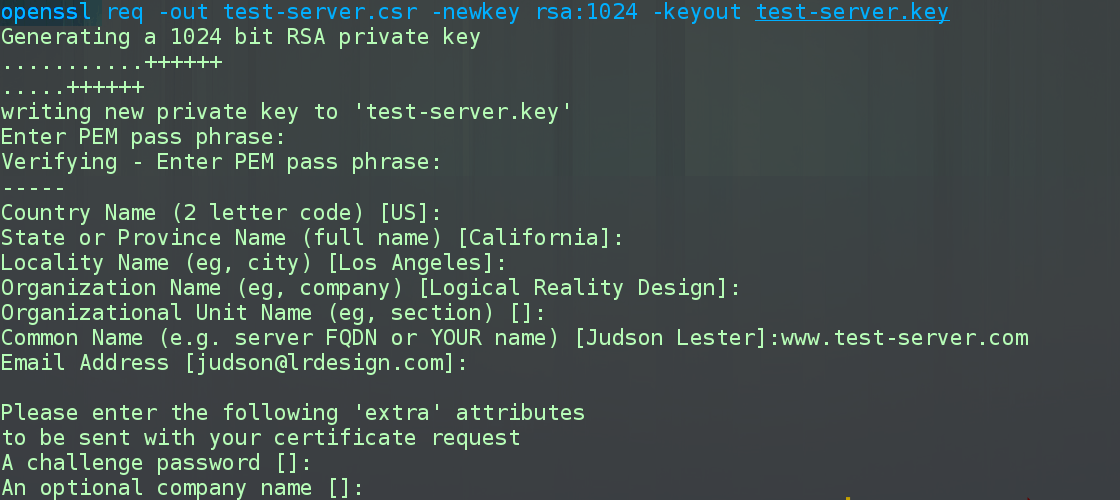 openssl req -out test-server.csr -newkey rsa:1024 -keyout test-server.key
Generating a 1024 bit RSA private key
...........++++++
.....++++++
writing new private key to 'test-server.key'
Enter PEM pass phrase:
Verifying - Enter PEM pass phrase:
-----
Country Name (2 letter code) [US]:
State or Province Name (full name) [California]:
Locality Name (eg, city) [Los Angeles]:
Organization Name (eg, company) [Logical Reality Design]:
Organizational Unit Name (eg, section) []:
Common Name (e.g. server FQDN or YOUR name) [Judson Lester]:www.test-server.com
Email Address [judson@lrdesign.com]:
Please enter the following 'extra' attributes
to be sent with your certificate request
A challenge password []:
An optional company name []: